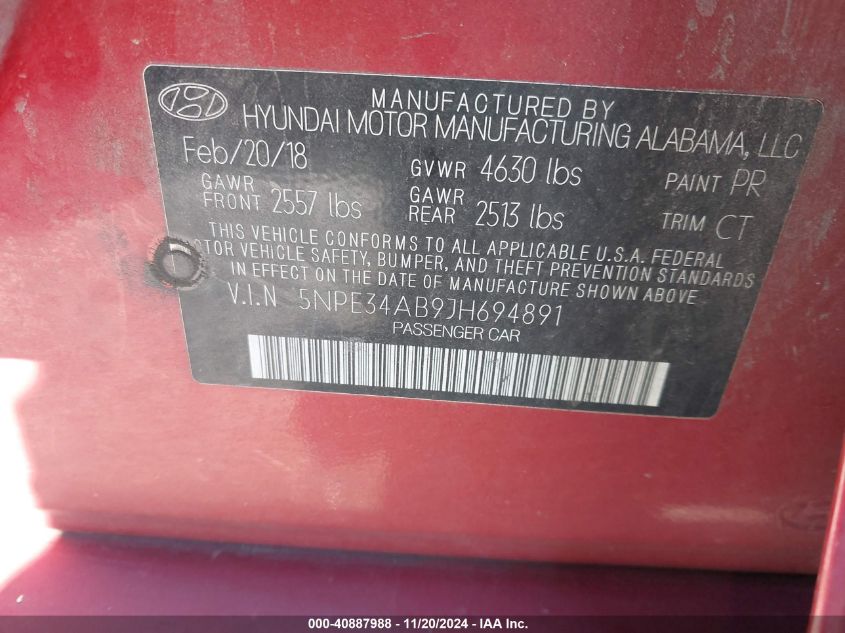 MANUFACTURED BY
HYUNDAI MOTOR MANUFACTURING ALABAMA, LLC
Feb/20/18 GVWR 4630 lbs PAINT PR
GAWR FRONT 2557 lbs GAWR REAR 2513 lbs TRIM CT
THIS VEHICLE CONFORMS TO ALL APPLICABLE U.S.A. FEDERAL
MOTOR VEHICLE SAFETY, BUMPER, AND THEFT PREVENTION STANDARDS
IN EFFECT ON THE DATE OF MANUFACTURE SHOWN ABOVE
V.I.N 5NPE34AB9JH694891
PASSENGER CAR
000-40887988 - 11/20/2024 - IAA Inc.